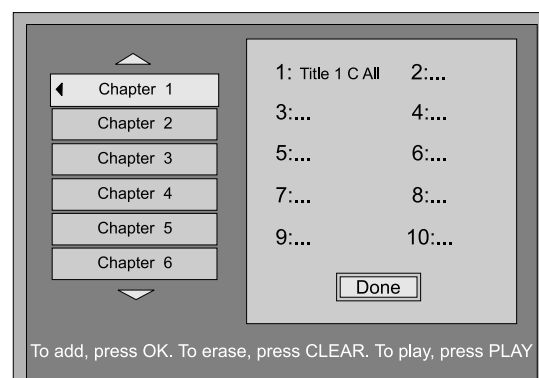 Chapter 1
Chapter 2
Chapter 3
Chapter 4
Chapter 5
Chapter 6
1: Title 1 C All 2:...
3:... 4:...
5:... 6:...
7:... 8:...
9:... 10:...
Done
To add, press OK. To erase, press CLEAR. To play, press PLAY